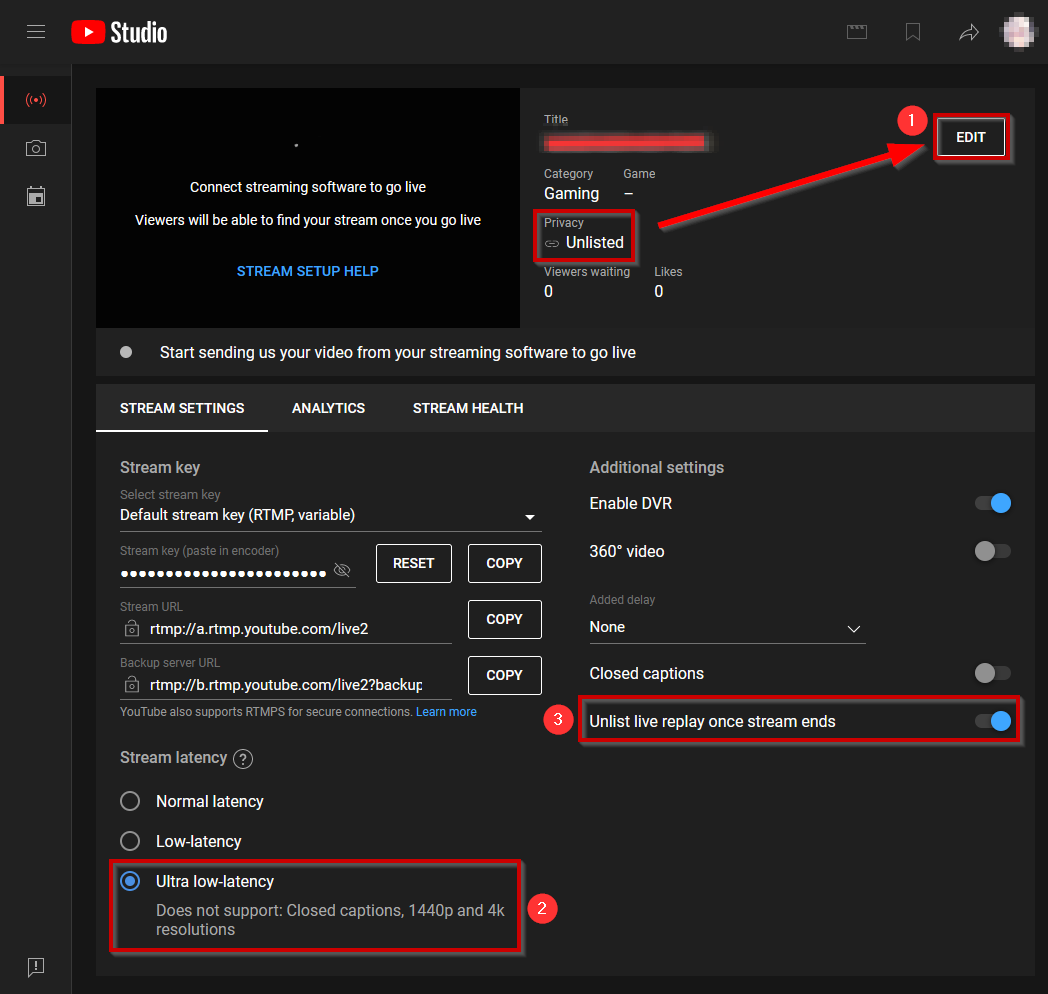 Studio
Connect streaming software to go live
Viewers will be able to find your stream once you go live
STREAM SETUP HELP
Title
1
EDIT
Category Game
Gaming –
Privacy
Unlisted
Viewers waiting Likes
0 0
Start sending us your video from your streaming software to go live
STREAM SETTINGS ANALYTICS STREAM HEALTH
Stream key
Select stream key
Default stream key (RTMP, variable)
Stream key (paste in encoder)
●●●●●●●●●●●●●●●●●●●●●●
RESET COPY
Stream URL
rtmp://a.rtmp.youtube.com/live2
COPY
Backup server URL
rtmp://b.rtmp.youtube.com/live2?backup
COPY
YouTube also supports RTMPS for secure connections. Learn more
Stream latency ?
Normal latency
Low-latency
Ultra low-latency
Does not support: Closed captions, 1440p and 4k
resolutions
2
Additional settings
Enable DVR
360° video
Added delay
None
Closed captions
3
Unlist live replay once stream ends